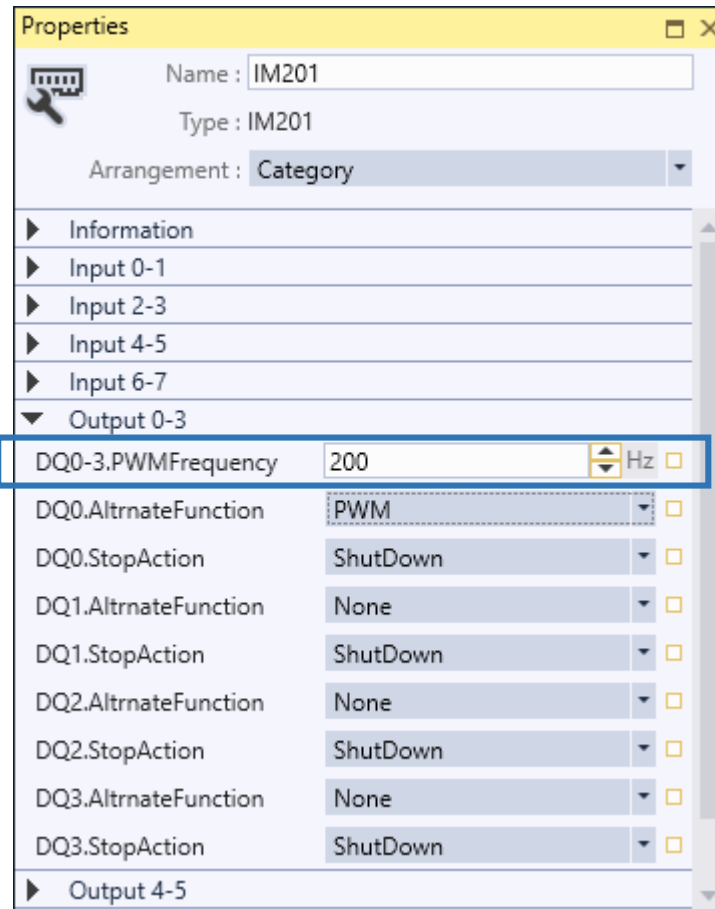 Properties
Name : IM201
Type : IM201
Arrangement : Category
Information
Input 0-1
Input 2-3
Input 4-5
Input 6-7
Output 0-3
DQ0-3.PWMFrequency 200 Hz
DQ0.AltrnateFunction PWM
DQ0.StopAction ShutDown
DQ1.AltrnateFunction None
DQ1.StopAction ShutDown
DQ2.AltrnateFunction None
DQ2.StopAction ShutDown
DQ3.AltrnateFunction None
DQ3.StopAction ShutDown
Output 4-5